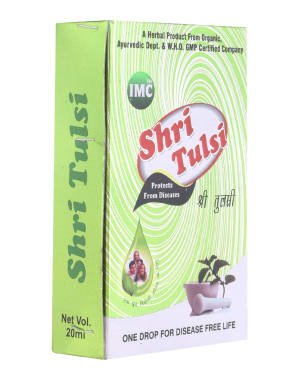 A Herbal Product From Organic,
Ayurvedic Dept. & W.H.O. GMP Certified Company
IMC
Shri
Tulsi
Protects
From Diseases
श्री तुलसी
ONE DROP FOR DISEASE FREE LIFE
Shri Tulsi
Net Vol.
20ml